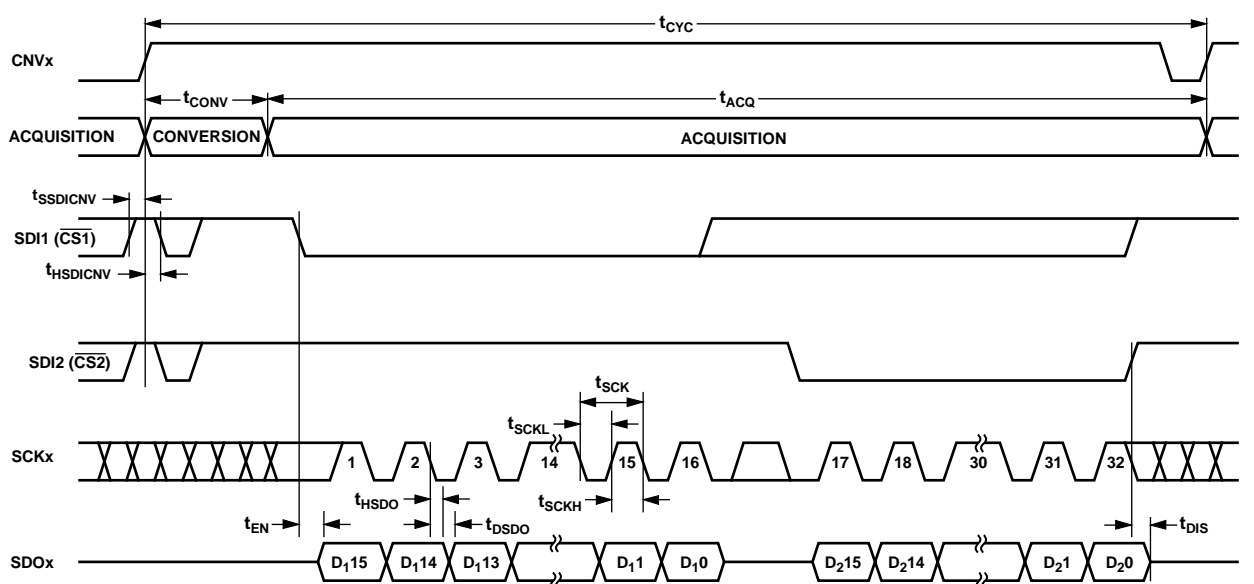 tCYC
CNVx
tCONV
tACQ
ACQUISITION
CONVERSION
ACQUISITION
tSSDICNV
SDI1 (CS1)
tHSDICNV
SDI2 (CS2)
tSCK
tSCKL
SCKx
1 2 3 14 15 16 17 18 30 31 32
tHSDO
tSCKH
tEN
tDSDO
tDIS
SDOx
D115 D114 D113 D11 D10 D215 D214 D21 D20